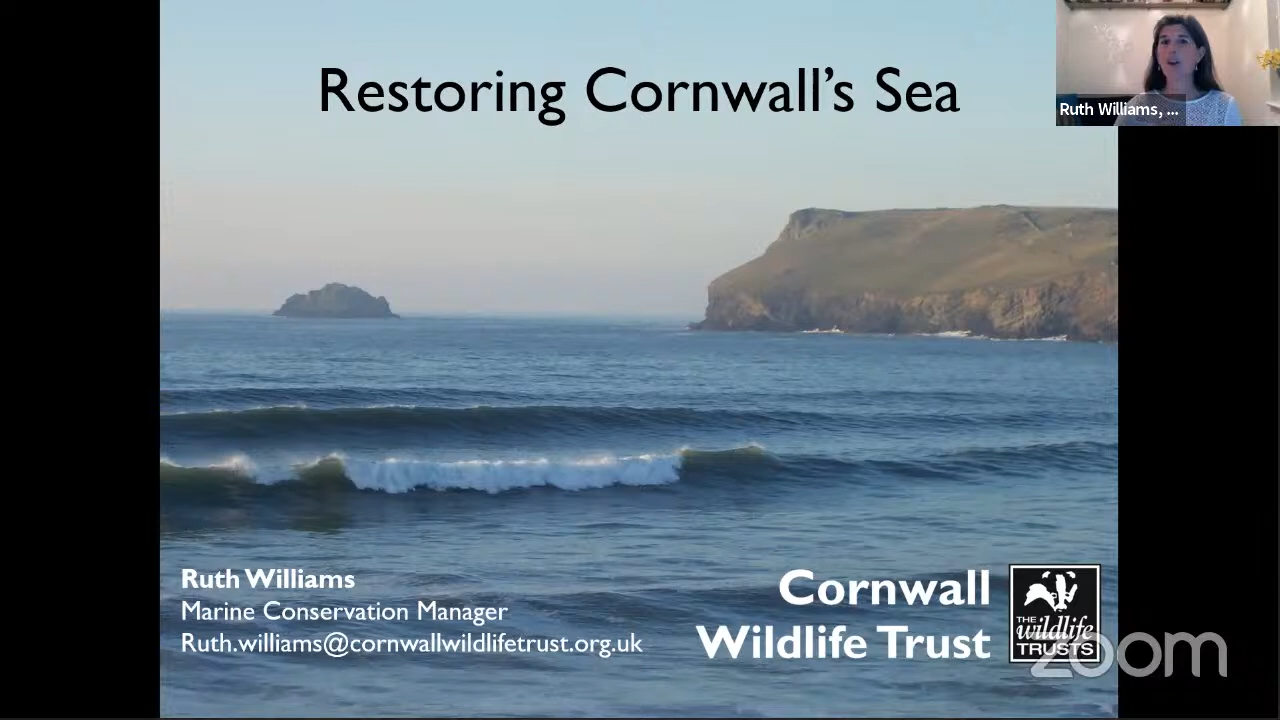 Restoring Cornwall's Sea
Ruth Williams, ...
Ruth Williams
Marine Conservation Manager
Ruth.williams@cornwallwildlifetrust.org.uk
Cornwall
Wildlife Trust
THE
wildlife
TRUSTS
zoom